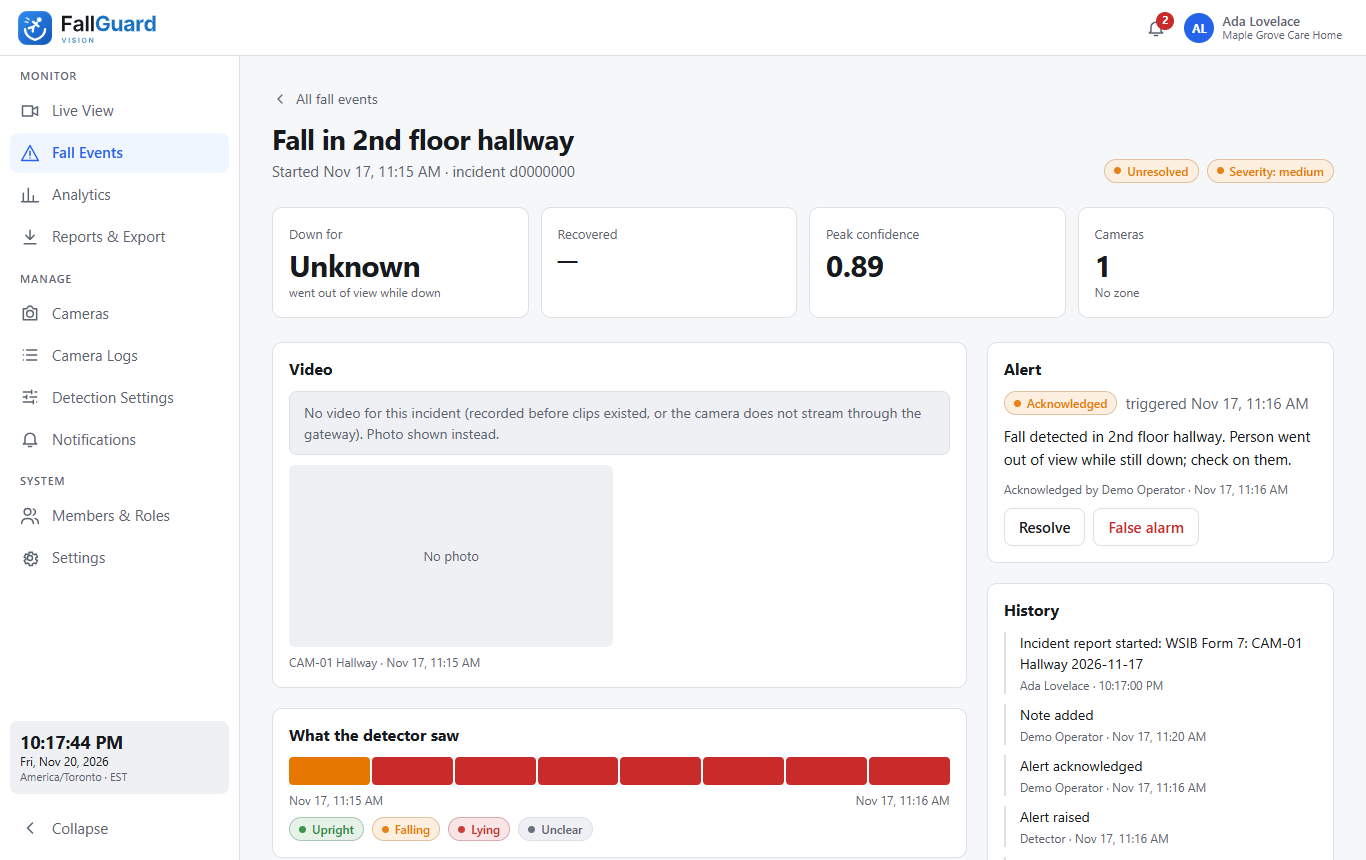 FallGuard
VISION
2
AL
Ada Lovelace
Maple Grove Care Home
MONITOR
Live View
Fall Events
Analytics
Reports & Export
MANAGE
Cameras
Camera Logs
Detection Settings
Notifications
SYSTEM
Members & Roles
Settings
10:17:44 PM
Fri, Nov 20, 2026
America/Toronto · EST
Collapse
All fall events
Fall in 2nd floor hallway
Started Nov 17, 11:15 AM · incident d0000000
Unresolved
Severity: medium
Down for
Unknown
went out of view while down
Recovered
—
Peak confidence
0.89
Cameras
1
No zone
Video
No video for this incident (recorded before clips existed, or the camera does not stream through the
gateway). Photo shown instead.
No photo
CAM-01 Hallway · Nov 17, 11:15 AM
What the detector saw
Nov 17, 11:15 AM
Nov 17, 11:16 AM
Upright
Falling
Lying
Unclear
Alert
Acknowledged
triggered Nov 17, 11:16 AM
Fall detected in 2nd floor hallway. Person went
out of view while still down; check on them.
Acknowledged by Demo Operator · Nov 17, 11:16 AM
Resolve
False alarm
History
Incident report started: WSIB Form 7: CAM-01
Hallway 2026-11-17
Ada Lovelace · 10:17:00 PM
Note added
Demo Operator · Nov 17, 11:20 AM
Alert acknowledged
Demo Operator · Nov 17, 11:16 AM
Alert raised
Detector · Nov 17, 11:16 AM